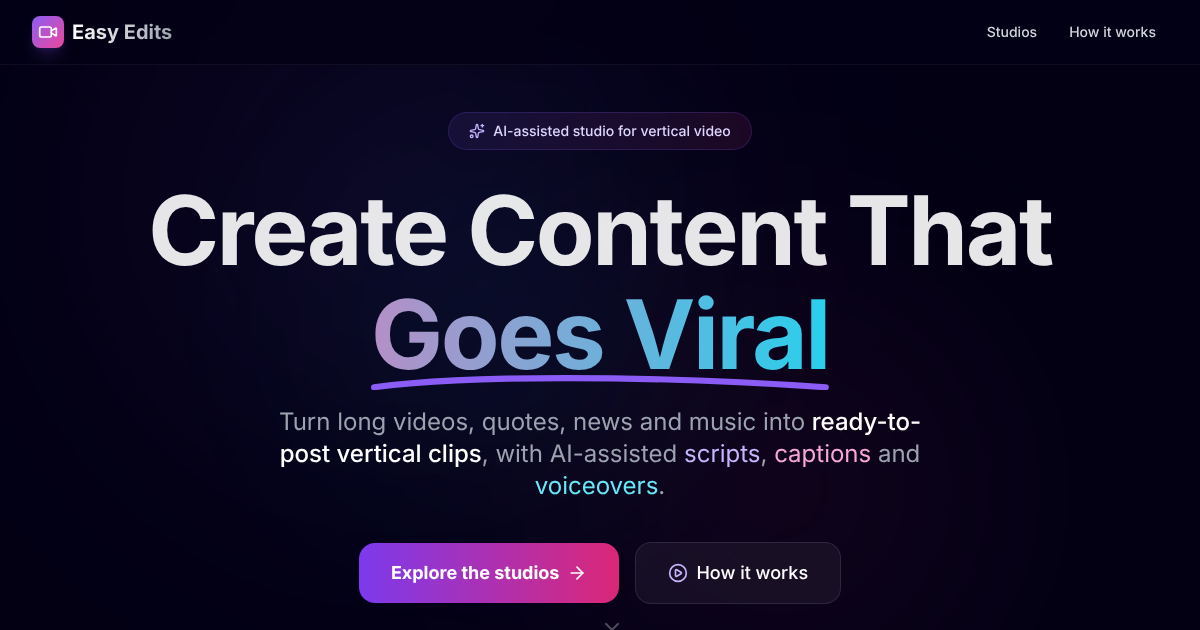 Easy Edits
Studios
How it works
AI-assisted studio for vertical video
Create Content That
Goes Viral
Turn long videos, quotes, news and music into ready-to-
post vertical clips, with AI-assisted scripts, captions and
voiceovers.
Explore the studios
How it works